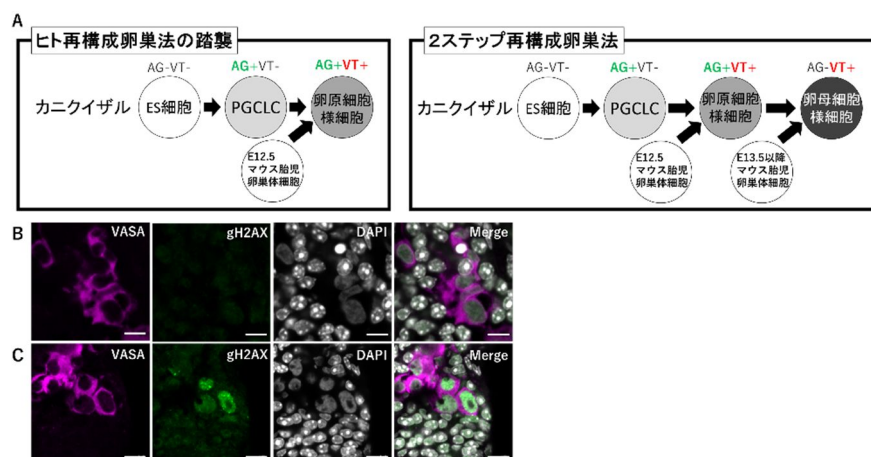 A
ヒト再構成卵巣法の踏襲
AG-VT-
AG+VT-
AG+VT+
カニクイザル
ES細胞
PGCLC
卵原細胞
様細胞
E12.5
マウス胎児
卵巣体細胞
2ステップ再構成卵巣法
AG-VT-
AG+VT-
AG+VT+
AG-VT+
カニクイザル
ES細胞
PGCLC
卵原細胞
様細胞
卵母細胞
様細胞
E12.5
マウス胎児
卵巣体細胞
E13.5以降
マウス胎児
卵巣体細胞
B
VASA
gH2AX
DAPI
Merge
C
VASA
gH2AX
DAPI
Merge